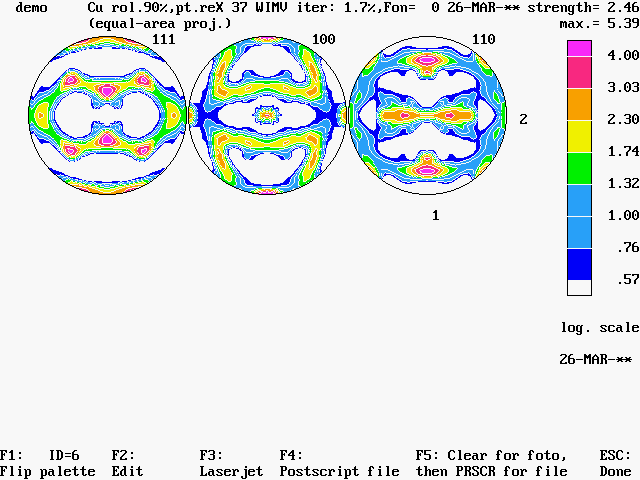 demo Cu rol.90%,pt.reX 37 WIMV iter: 1.7%,Fon= 0 26-MAR-** strength= 2.46
(equal-area proj.) max.= 5.39
111 100 110
4.00
3.03
2.30
2
1.74
1.32
1.00
1
.76
.57
log. scale
26-MAR-**
F1: ID=6 F2: F3: F4: F5: Clear for foto, ESC:
Flip palette Edit Laserjet Postscript file then PRSCR for file Done